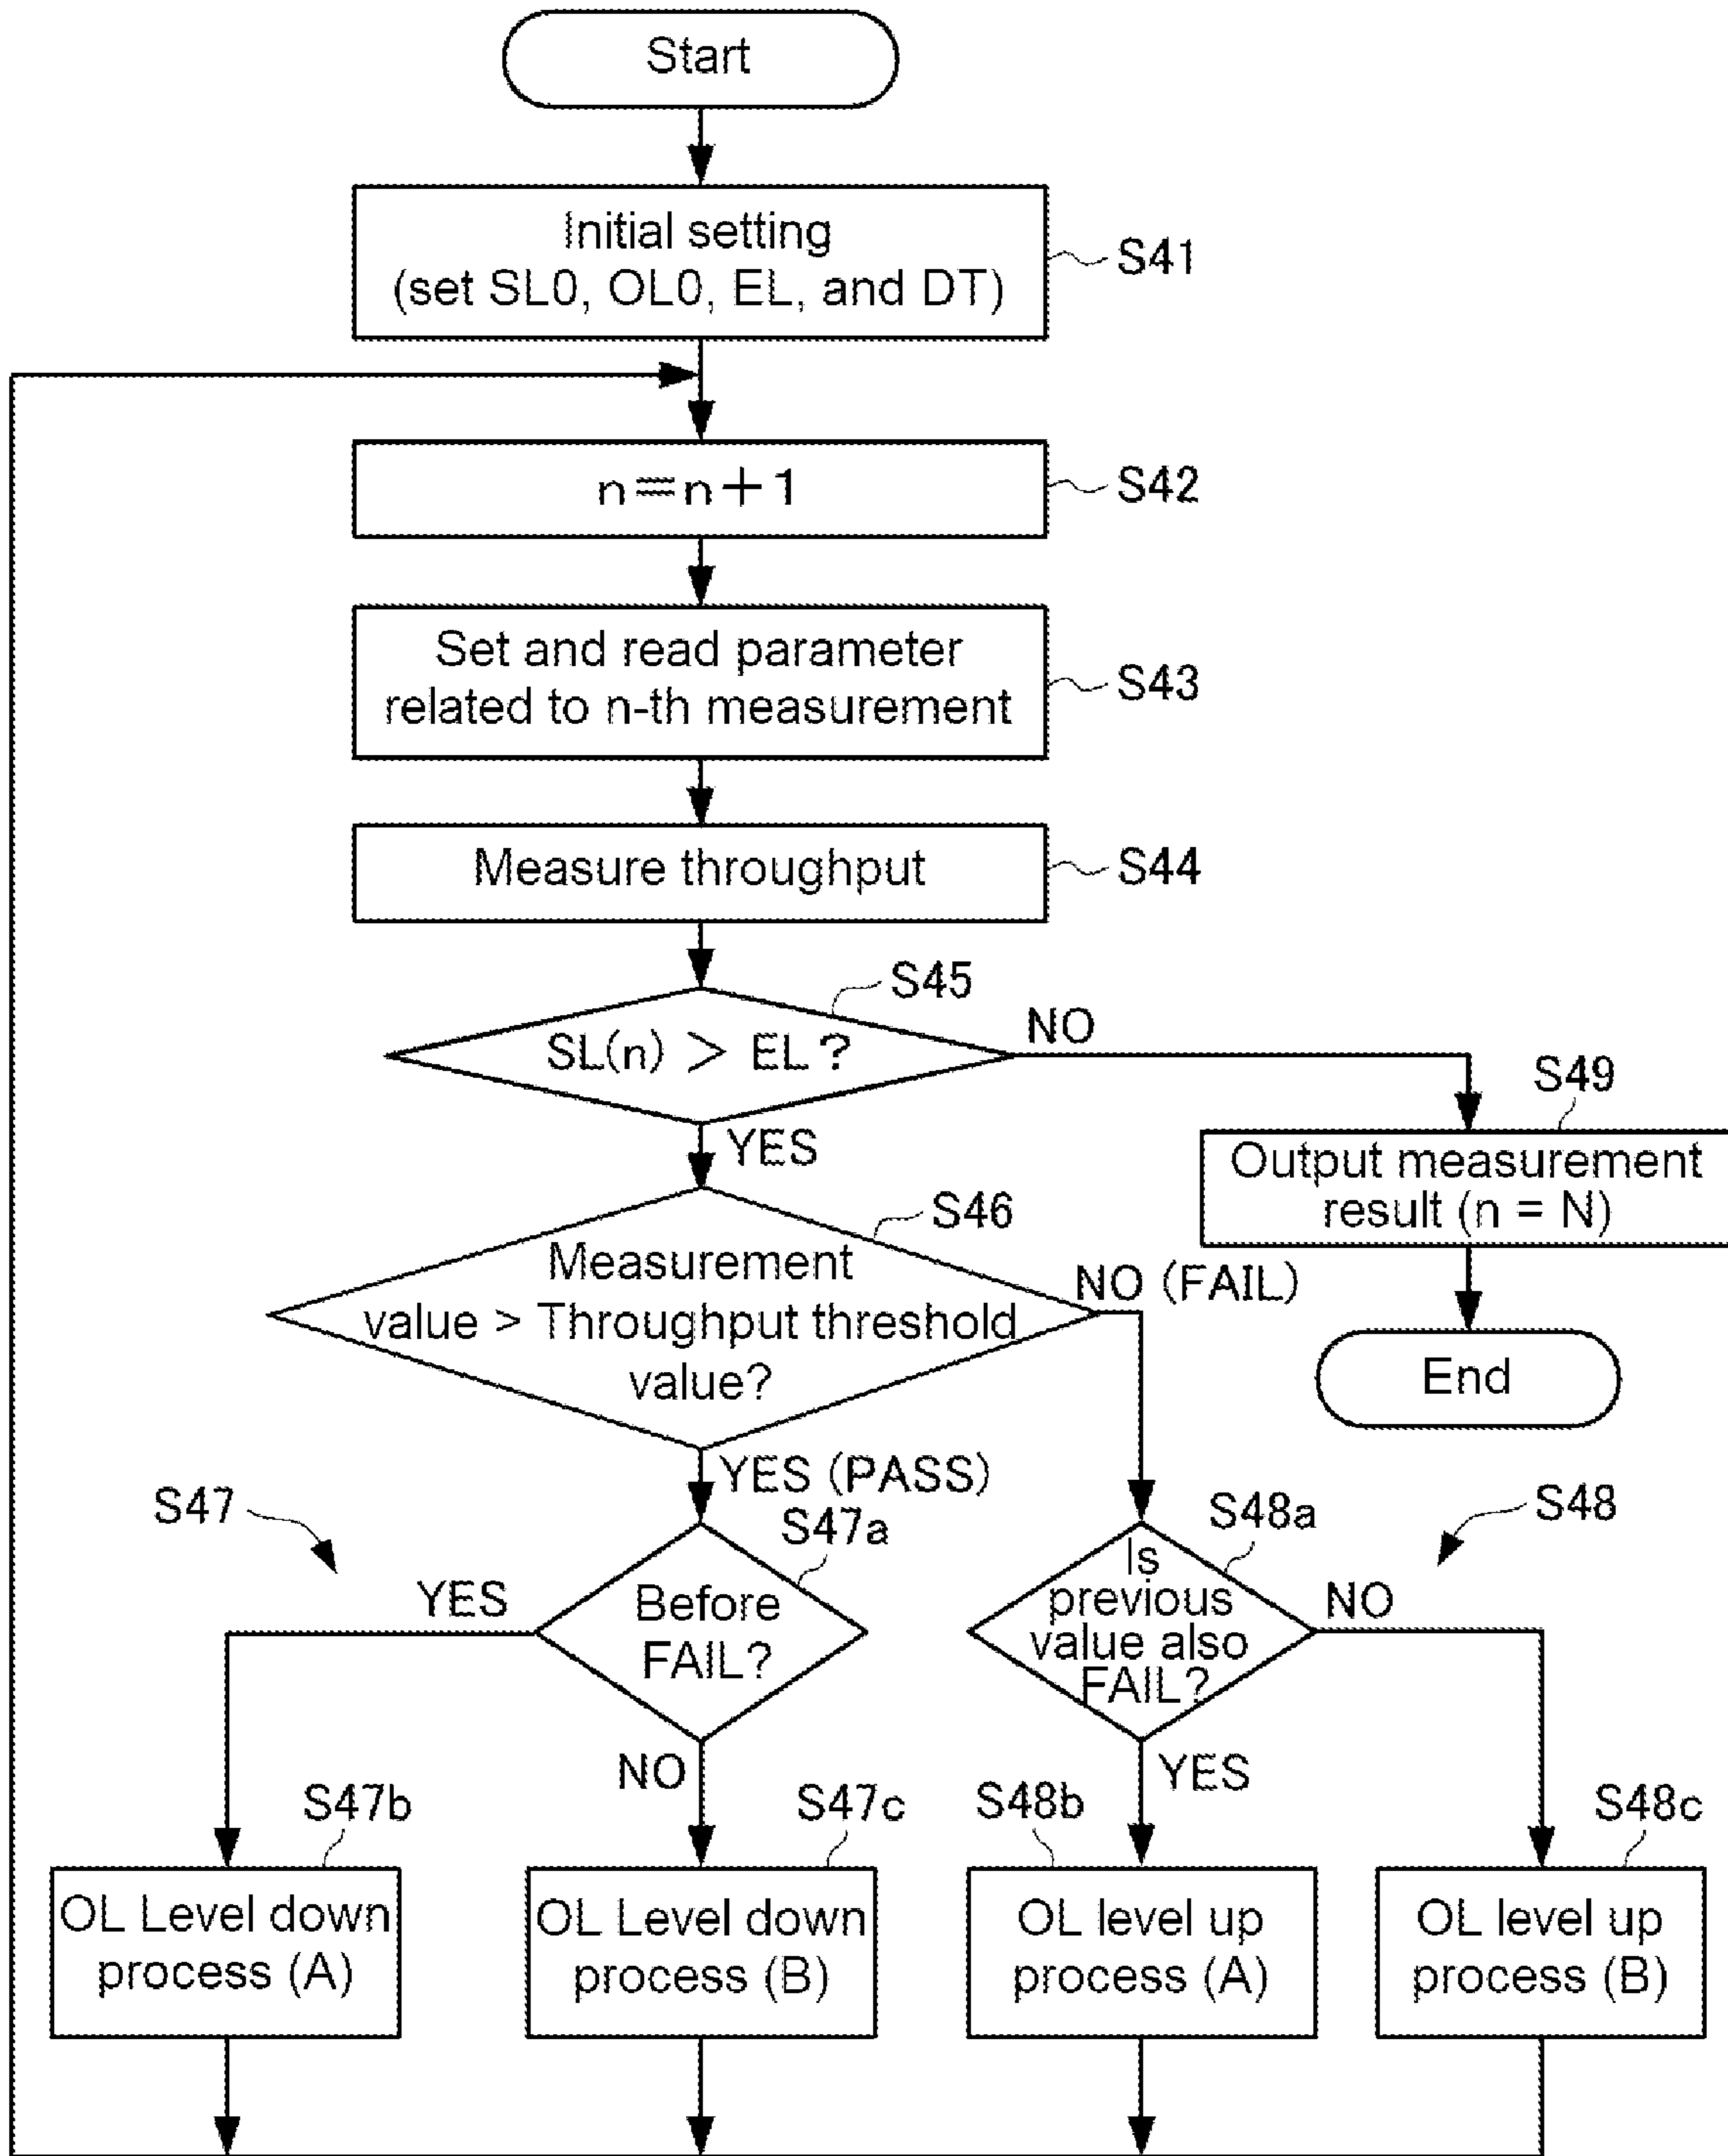 Start
Initial setting
(set SL0, OL0, EL, and DT)
S41
n=n+1
S42
Set and read parameter
related to n-th measurement
S43
Measure throughput
S44
S45
SL(n) > EL?
NO
YES
S49
Output measurement
result (n = N)
End
S46
Measurement
value > Throughput threshold
value?
NO (FAIL)
YES (PASS)
S47
S47a
Before
FAIL?
YES
NO
S48a
S48
Is
previous
value also
FAIL?
NO
YES
S47b
OL Level down
process (A)
S47c
OL Level down
process (B)
S48b
OL level up
process (A)
S48c
OL level up
process (B)